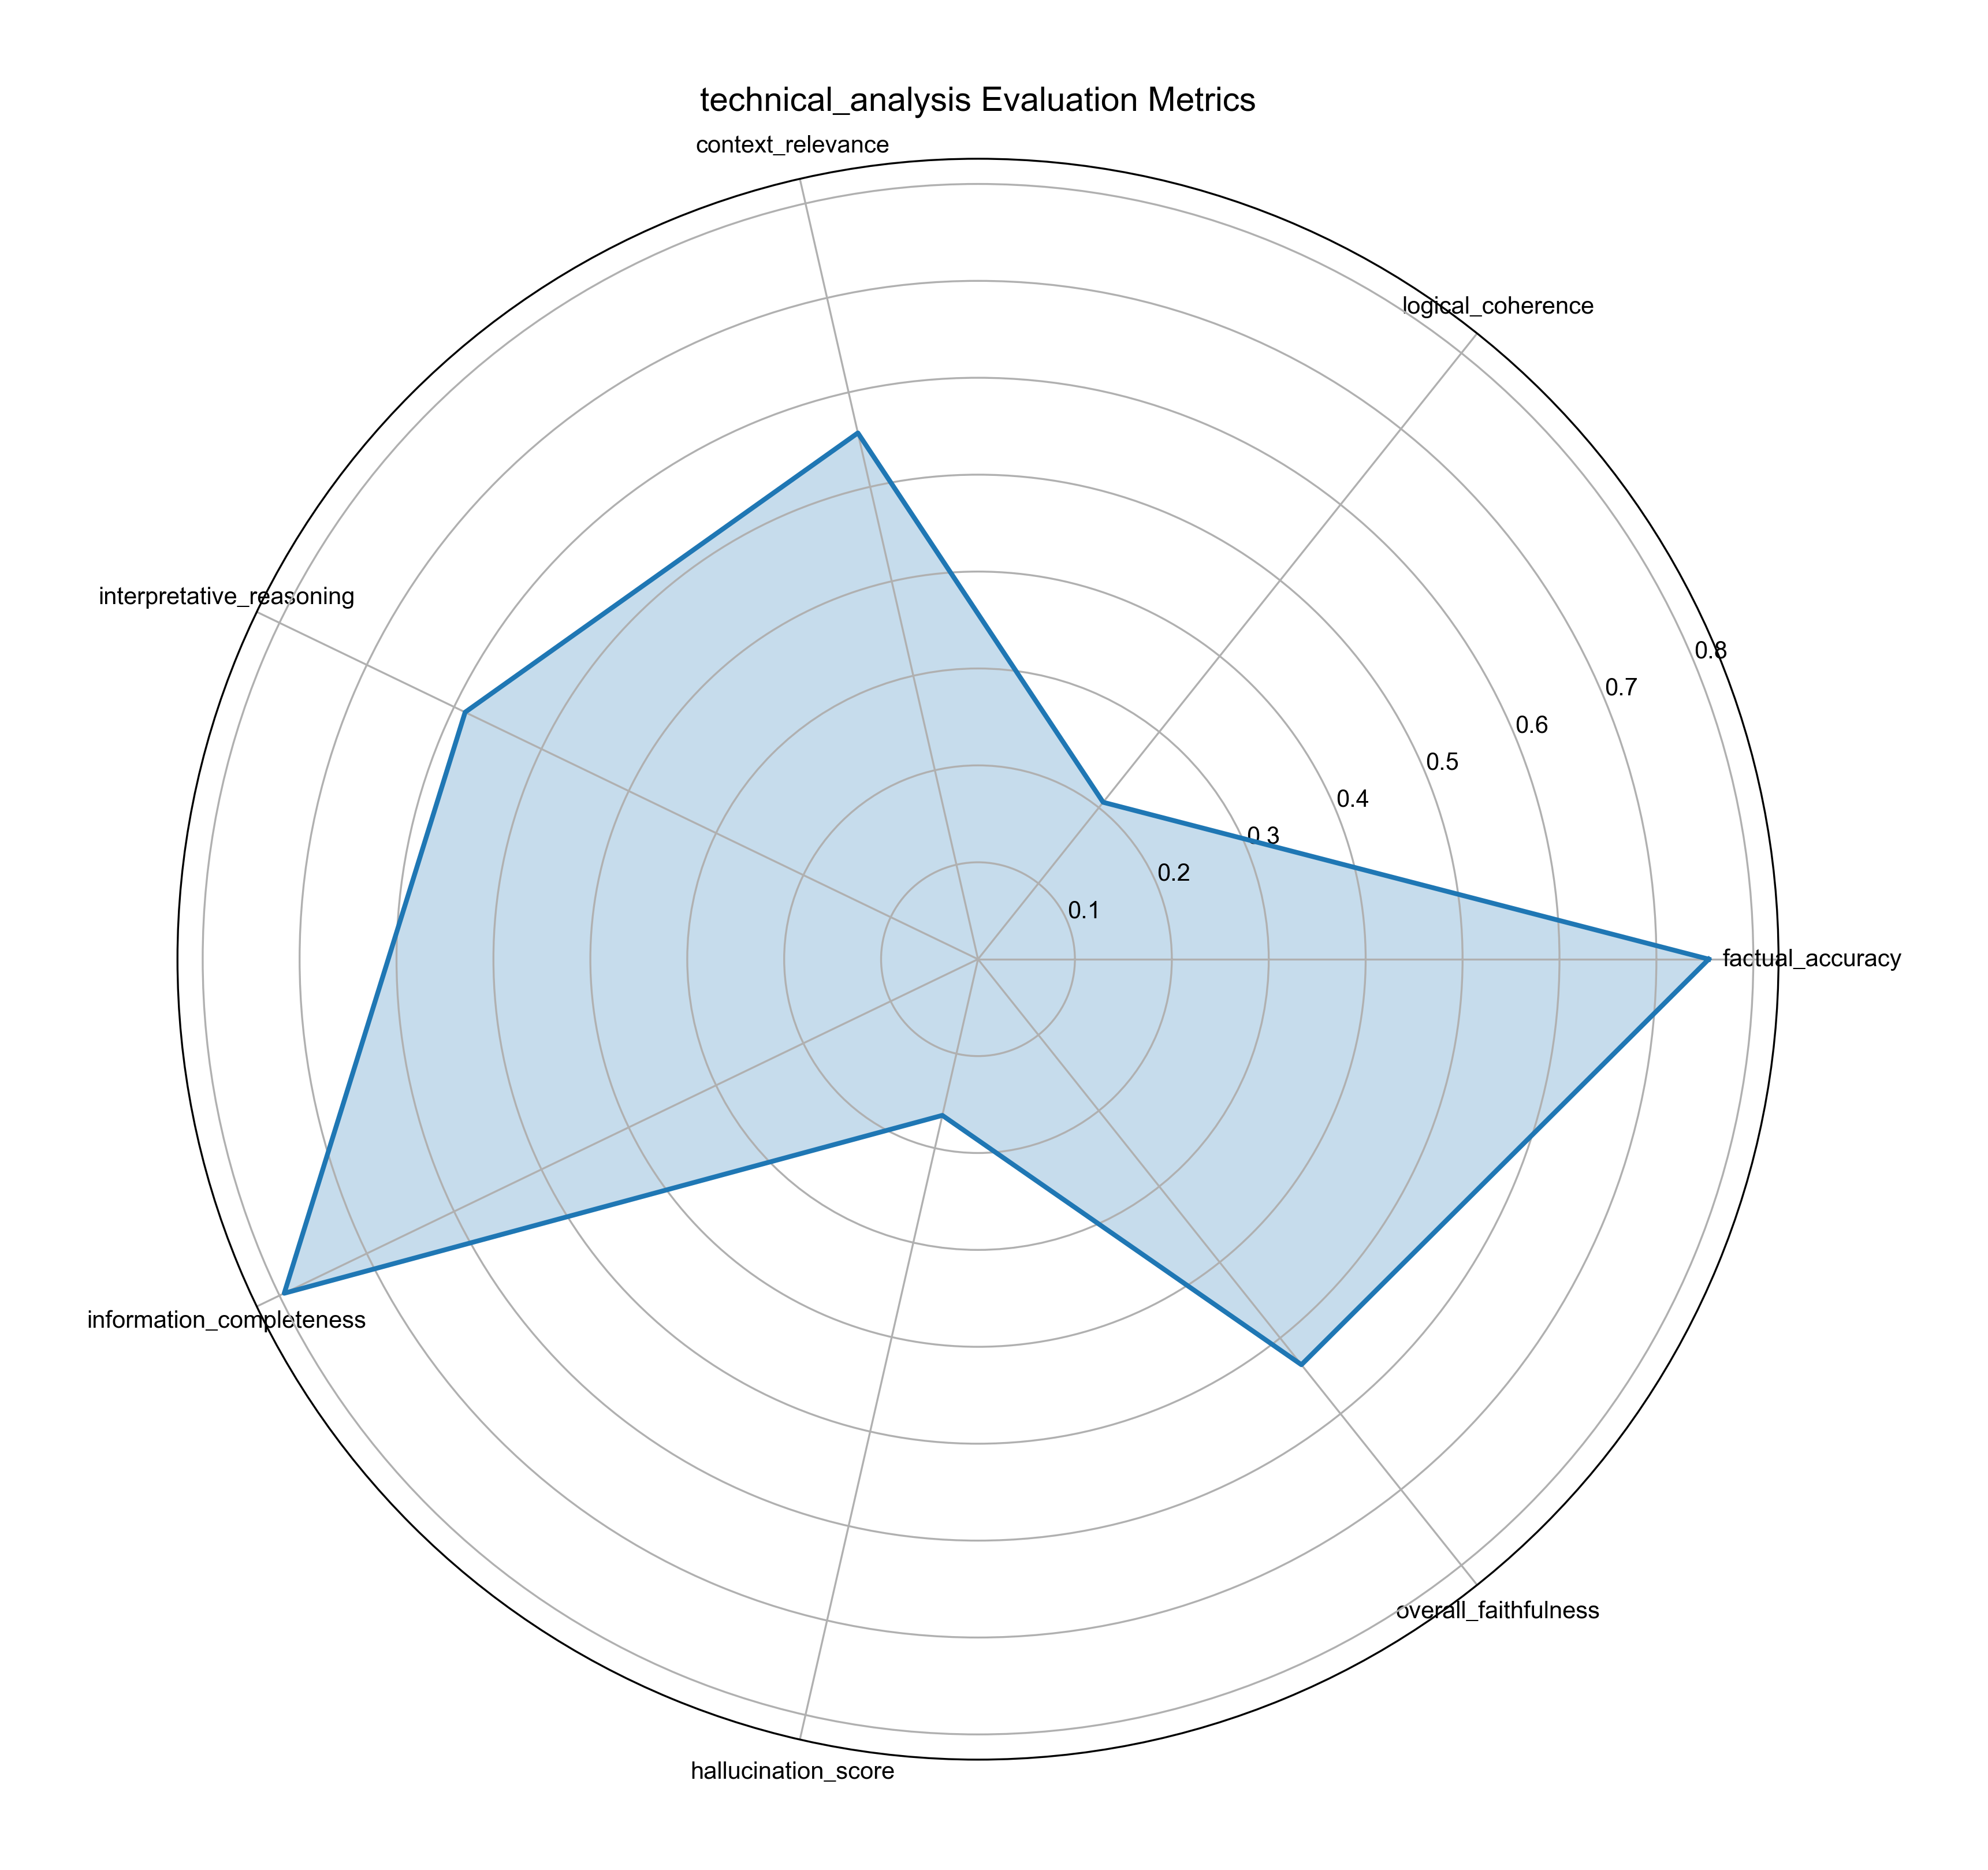 technical_analysis Evaluation Metrics
context_relevance
logical_coherence
interpretative_reasoning
0.8
0.7
0.6
0.5
0.4
0.3
0.2
0.1
factual_accuracy
information_completeness
overall_faithfulness
hallucination_score